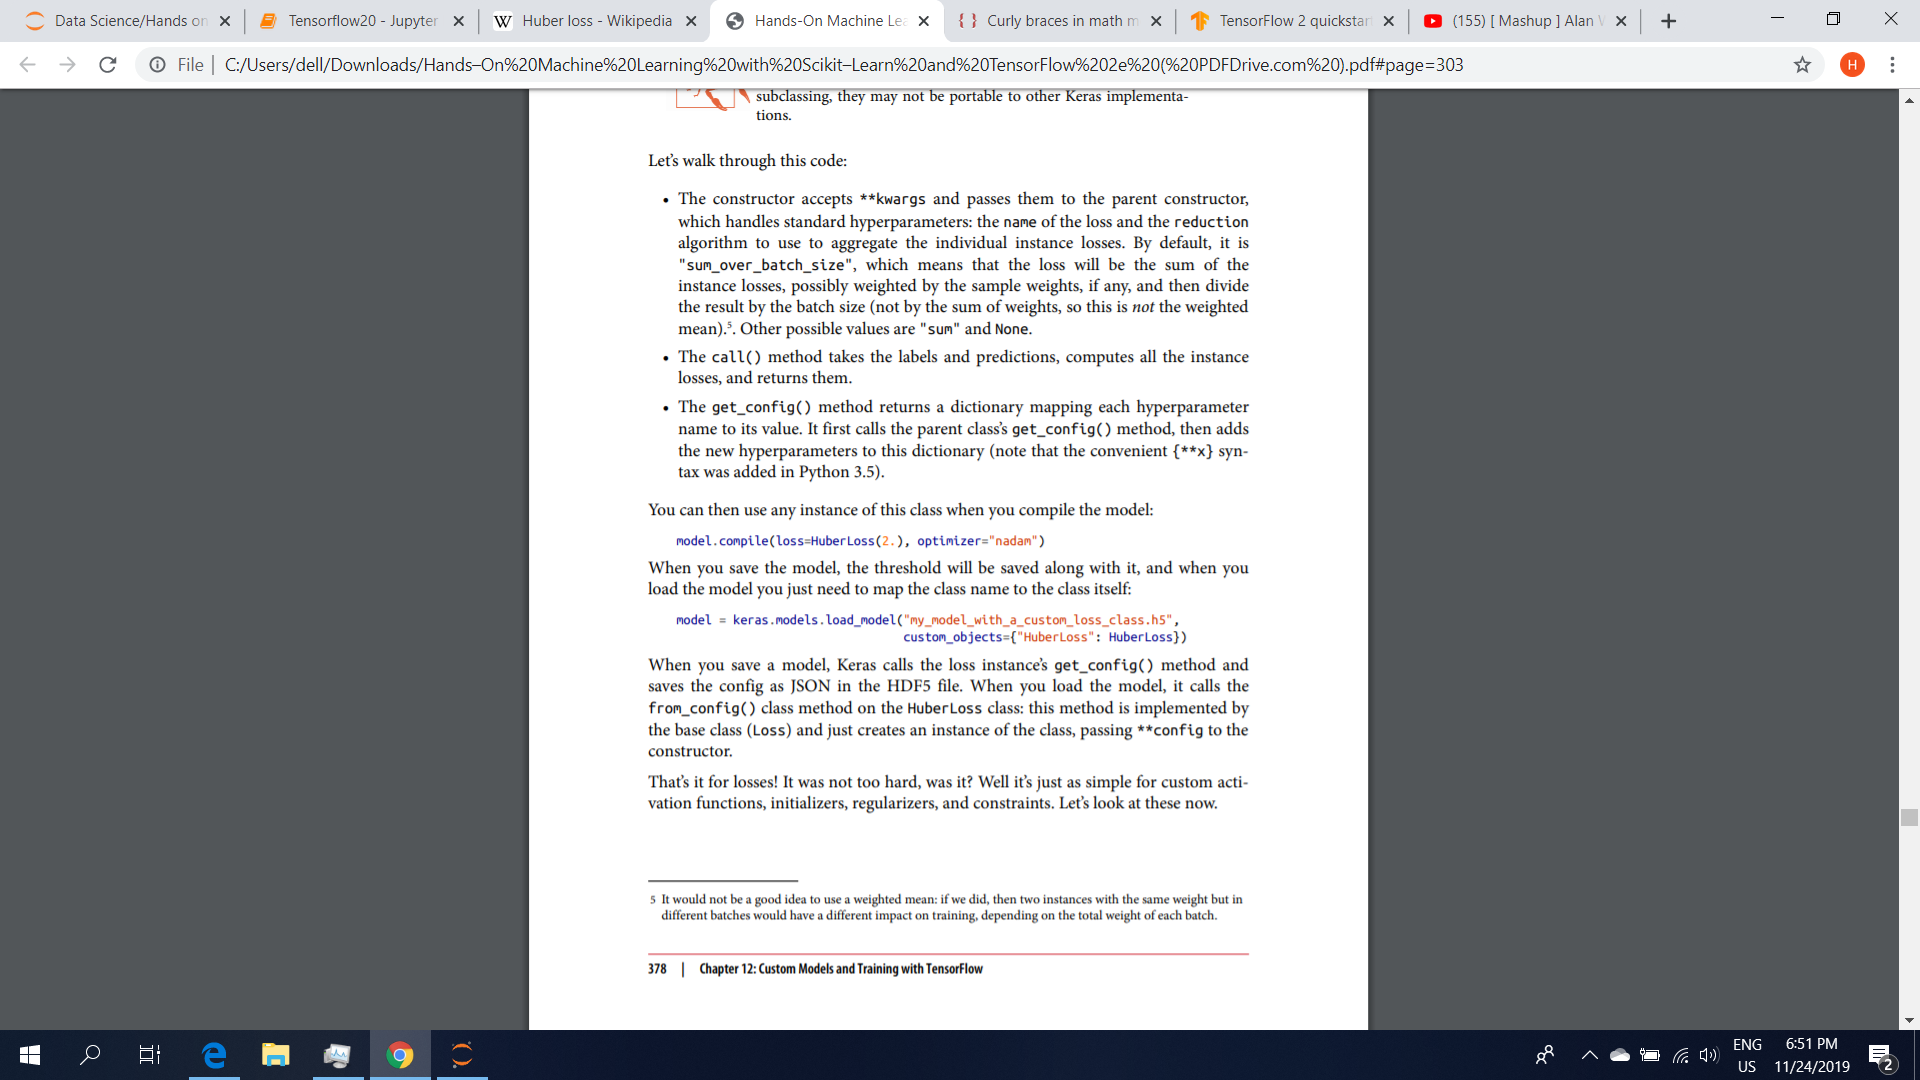 Data Science/Hands on
Tensorflow20 - Jupyter
W Huber loss - Wikipedia
Hands-On Machine Le
{ } Curly braces in math m
TensorFlow 2 quickstar
(155) [ Mashup ] Alan
File | C:/Users/dell/Downloads/Hands–On%20Machine%20Learning%20with%20Scikit–Learn%20and%20TensorFlow%202e%20(%20PDFDrive.com%20).pdf#page=303
H
subclassing, they may not be portable to other Keras implementa-
tions.
Let's walk through this code:
• The constructor accepts **kwargs and passes them to the parent constructor,
which handles standard hyperparameters: the name of the loss and the reduction
algorithm to use to aggregate the individual instance losses. By default, it is
"sum_over_batch_size", which means that the loss will be the sum of the
instance losses, possibly weighted by the sample weights, if any, and then divide
the result by the batch size (not by the sum of weights, so this is not the weighted
mean).5. Other possible values are "sum" and None.
• The call() method takes the labels and predictions, computes all the instance
losses, and returns them.
• The get_config() method returns a dictionary mapping each hyperparameter
name to its value. It first calls the parent class's get_config() method, then adds
the new hyperparameters to this dictionary (note that the convenient {**x} syn-
tax was added in Python 3.5).
You can then use any instance of this class when you compile the model:
model.compile(loss=HuberLoss(2.), optimizer="nadam")
When you save the model, the threshold will be saved along with it, and when you
load the model you just need to map the class name to the class itself:
model = keras.models.load_model("my_model_with_a_custom_loss_class.h5",
custom_objects={"HuberLoss": HuberLoss})
When you save a model, Keras calls the loss instance's get_config() method and
saves the config as JSON in the HDF5 file. When you load the model, it calls the
from_config() class method on the HuberLoss class: this method is implemented by
the base class (Loss) and just creates an instance of the class, passing **config to the
constructor.
That's it for losses! It was not too hard, was it? Well it's just as simple for custom acti-
vation functions, initializers, regularizers, and constraints. Let's look at these now.
5 It would not be a good idea to use a weighted mean: if we did, then two instances with the same weight but in
different batches would have a different impact on training, depending on the total weight of each batch.
378 | Chapter 12: Custom Models and Training with TensorFlow
ENG
US
6:51 PM
11/24/2019
2